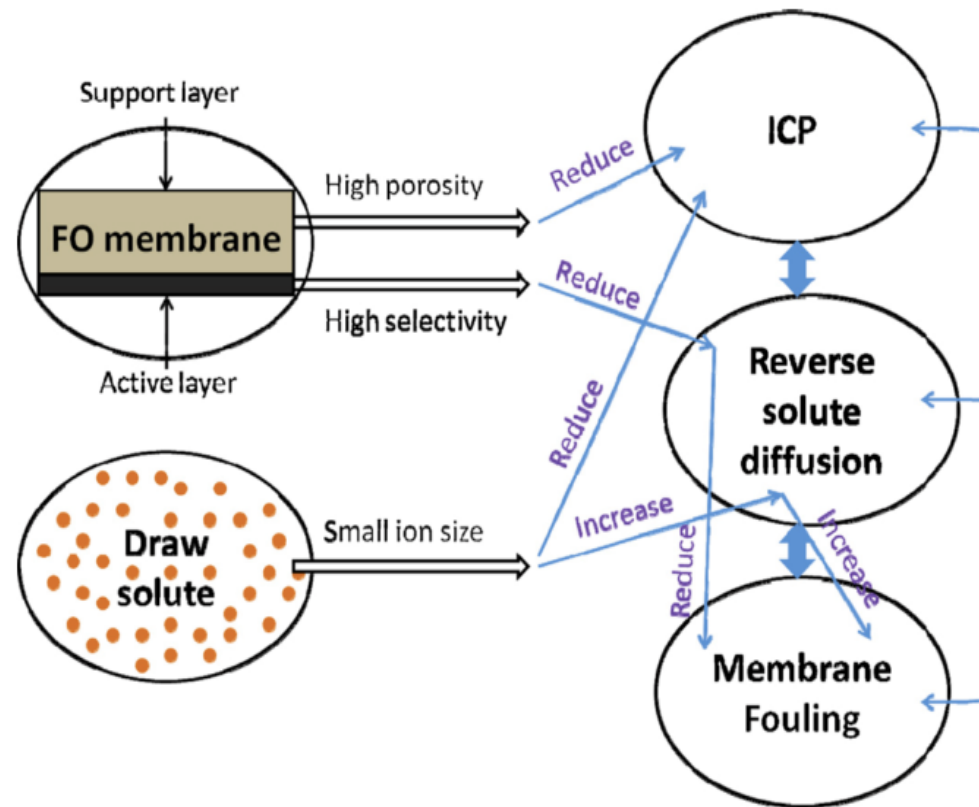 Support layer
FO membrane
Active layer
High porosity
High selectivity
Draw
solute
Small ion size
Reduce
Reduce
Reduce
Increase
Reduce
Increase
ICP
Reverse
solute
diffusion
Membrane
Fouling